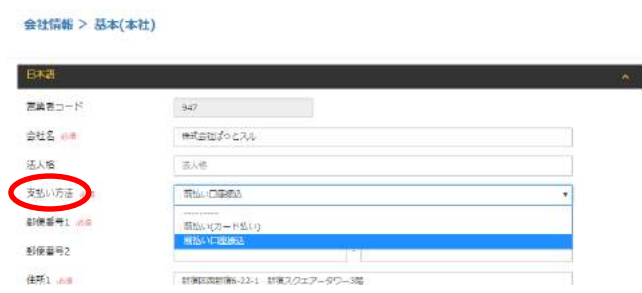 会社情報 > 基本(本社)
日本語
営業者コード 947
会社名 必須 株式会社ぱっとスル
法人格 法人格
支払い方法 必須 前払い口座振込
----------
前払い(カード払い)
前払い口座振込
郵便番号1 必須
郵便番号2 -
住所1 必須 新宿区西新宿6-22-1 新宿スクエアータワー3階